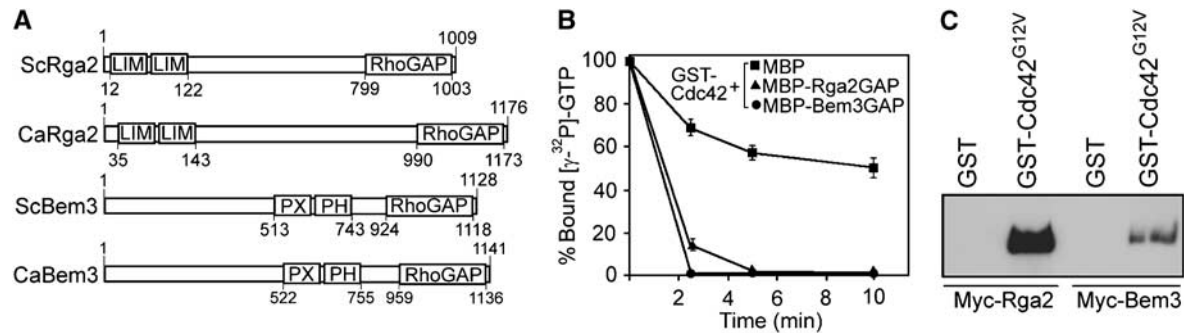 A
1
1009
ScRga2
LIM LIM
RhoGAP
12 122 799 1003
1
1176
CaRga2
LIM LIM
RhoGAP
35 143 990 1173
1
1128
ScBem3
PX PH RhoGAP
513 743 924 1118
1
1141
CaBem3
PX PH RhoGAP
522 755 959 1136
B
% Bound [γ-³²P]-GTP
100
80
60
40
20
0
GST-
Cdc42 +
MBP
MBP-Rga2GAP
MBP-Bem3GAP
2 4 6 8 10
Time (min)
C
GST
GST-Cdc42G12V
GST
GST-Cdc42G12V
Myc-Rga2 Myc-Bem3